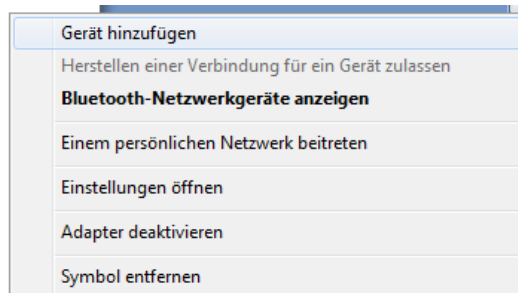 Gerät hinzufügen
Herstellen einer Verbindung für ein Gerät zulassen
Bluetooth-Netzwerkgeräte anzeigen
Einem persönlichen Netzwerk beitreten
Einstellungen öffnen
Adapter deaktivieren
Symbol entfernen